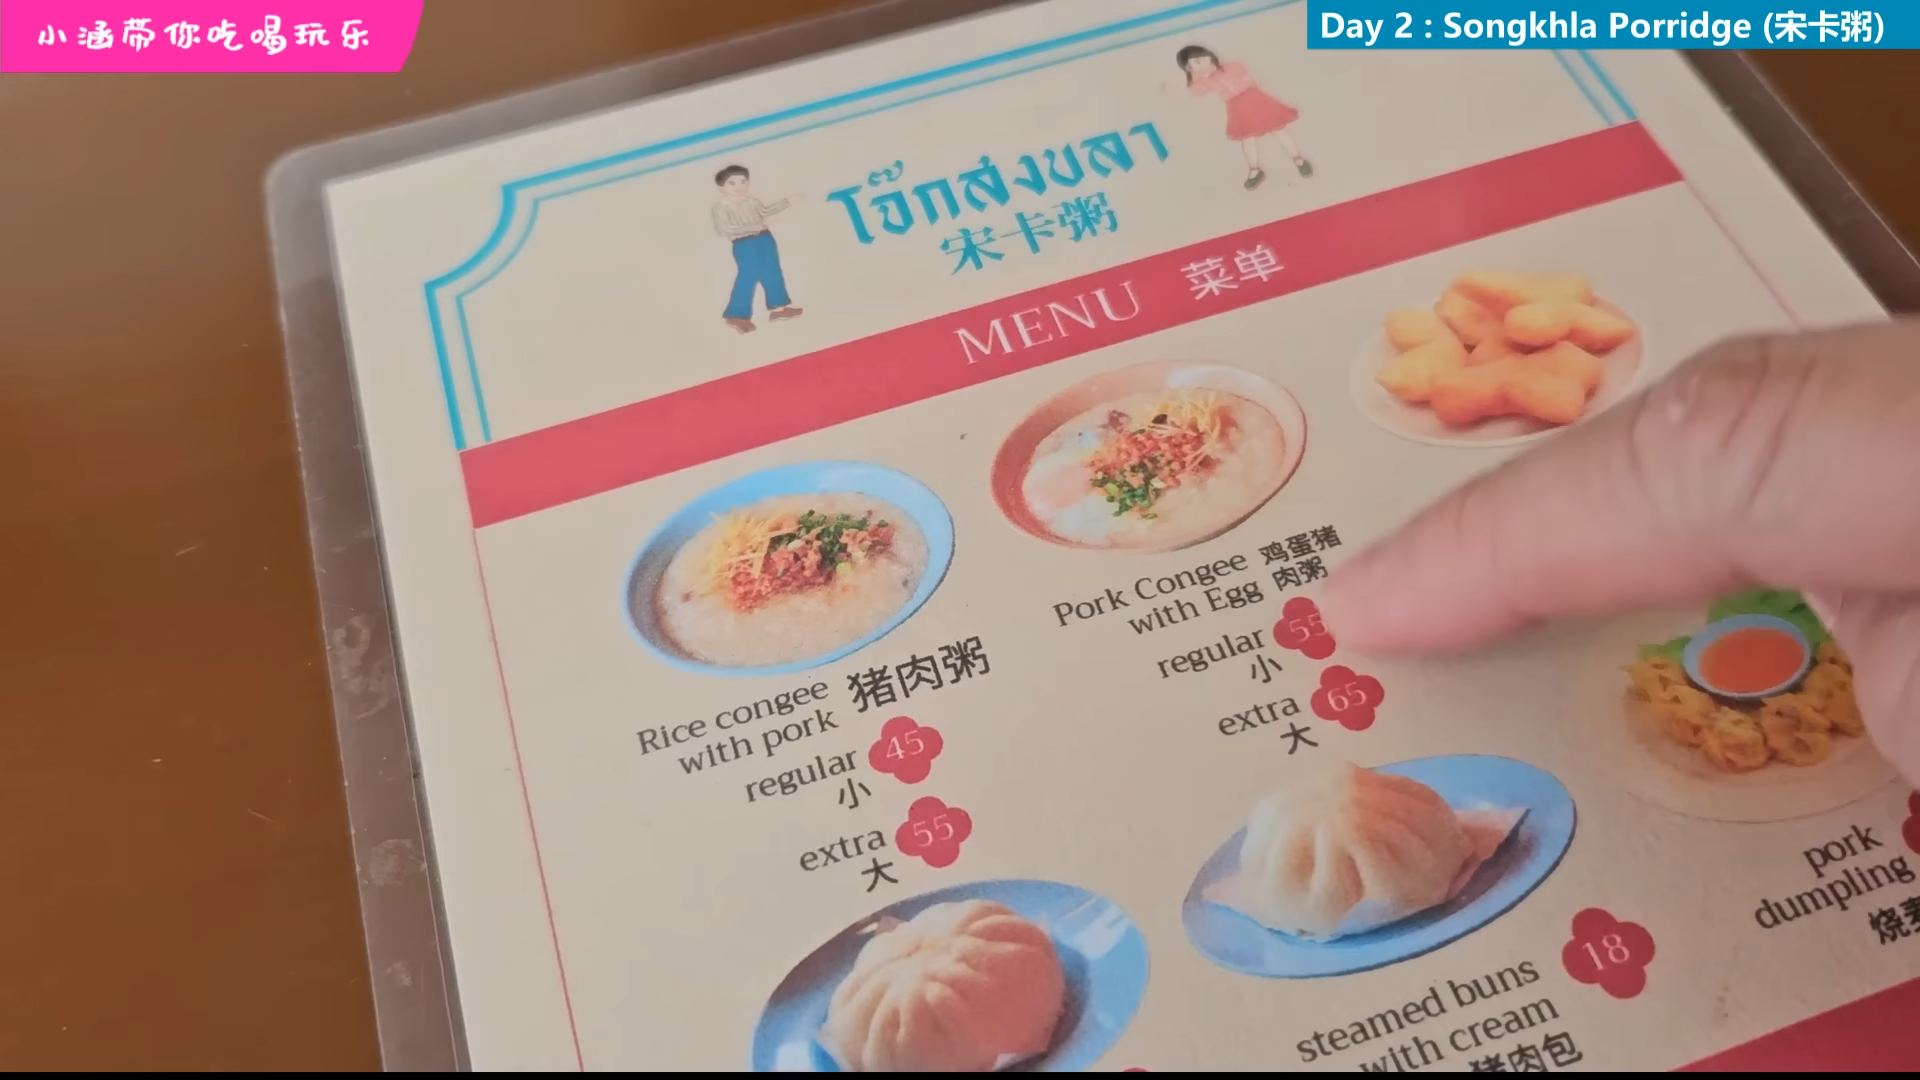 小涵带你吃喝玩乐
Day 2 : Songkhla Porridge (宋卡粥)
โจ๊กสงขลา
宋卡粥
MENU 菜单
Rice congee
with pork
猪肉粥
regular 45
小
extra 55
大
Pork Congee 鸡蛋猪
with Egg 肉粥
regular 55
小
extra 65
大
steamed buns 18
with cream
猪肉包
pork
dumpling
烧